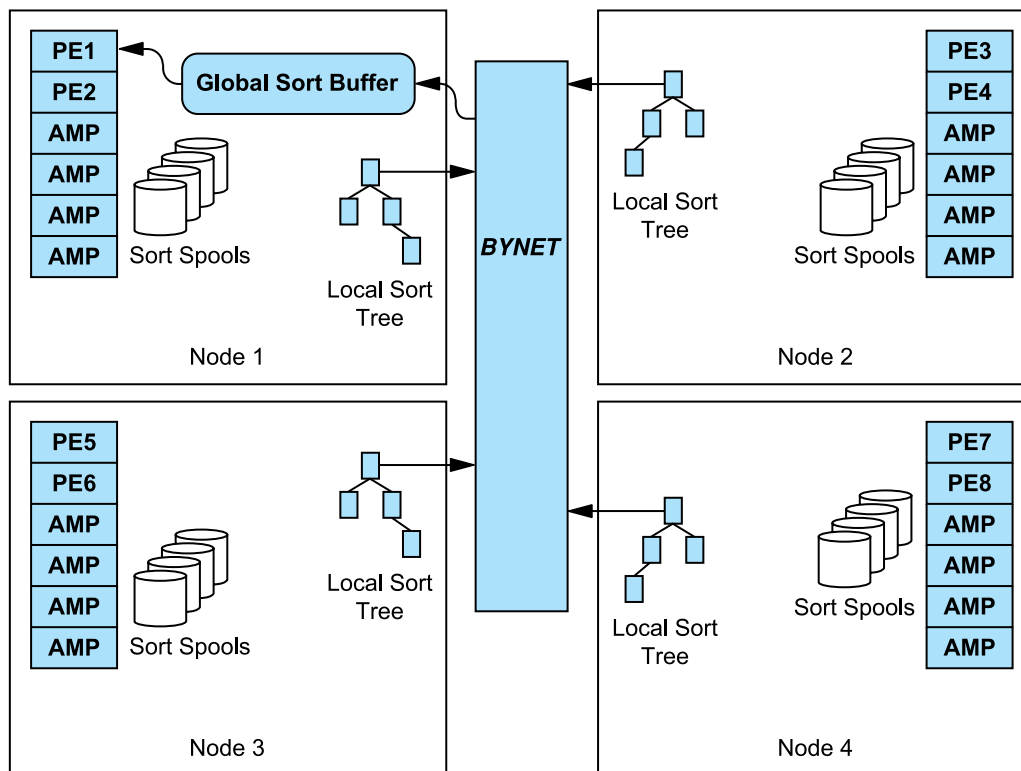 PE1
PE2
AMP
AMP
AMP
AMP
Global Sort Buffer
Sort Spools
Local Sort
Tree
Node 1
BYNET
PE3
PE4
AMP
AMP
AMP
AMP
Local Sort
Tree
Sort Spools
Node 2
PE5
PE6
AMP
AMP
AMP
AMP
Sort Spools
Local Sort
Tree
Node 3
PE7
PE8
AMP
AMP
AMP
AMP
Sort Spools
Local Sort
Tree
Node 4